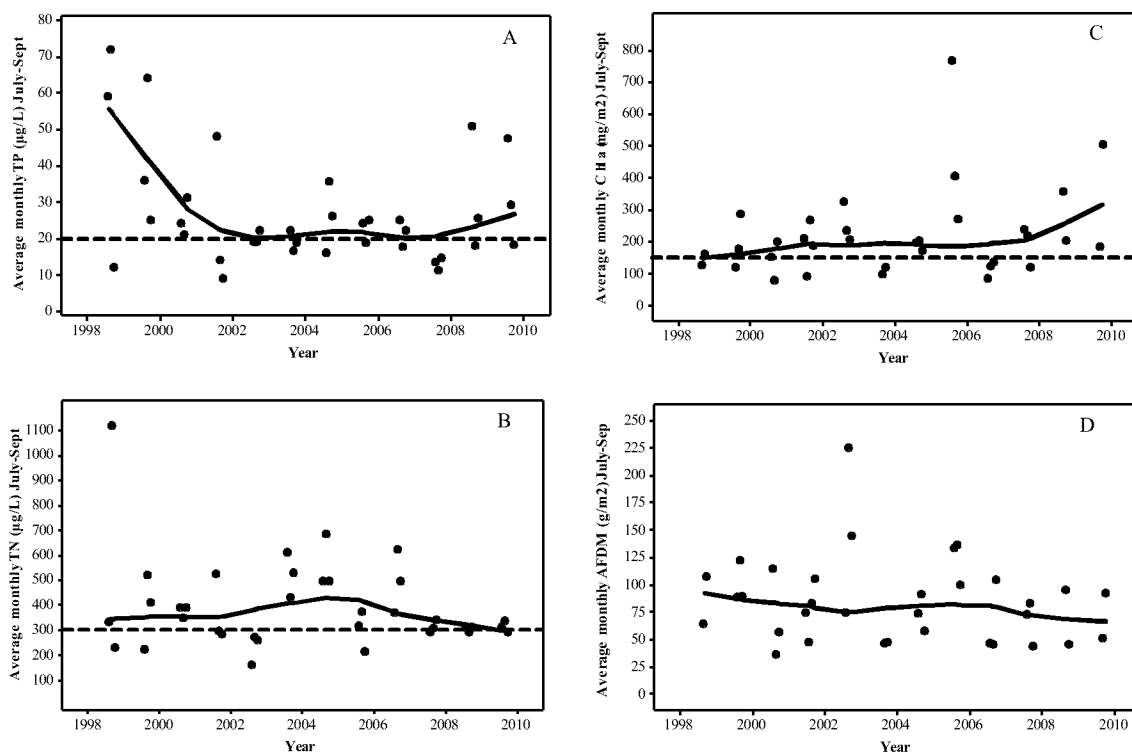 A
80
70
60
50
40
30
20
10
0
Average monthly TP (µg/L) July-Sept
1998 2000 2002 2004 2006 2008 2010
Year
C
800
700
600
500
400
300
200
100
0
Average monthly Chla (mg/m2) July-Sept
1998 2000 2002 2004 2006 2008 2010
Year
B
1100
1000
900
800
700
600
500
400
300
200
100
Average monthly TN (µg/L) July-Sept
1998 2000 2002 2004 2006 2008 2010
Year
D
250
225
200
175
150
125
100
75
50
25
0
Average monthly AFDM (g/m2) July-Sep
1998 2000 2002 2004 2006 2008 2010
Year